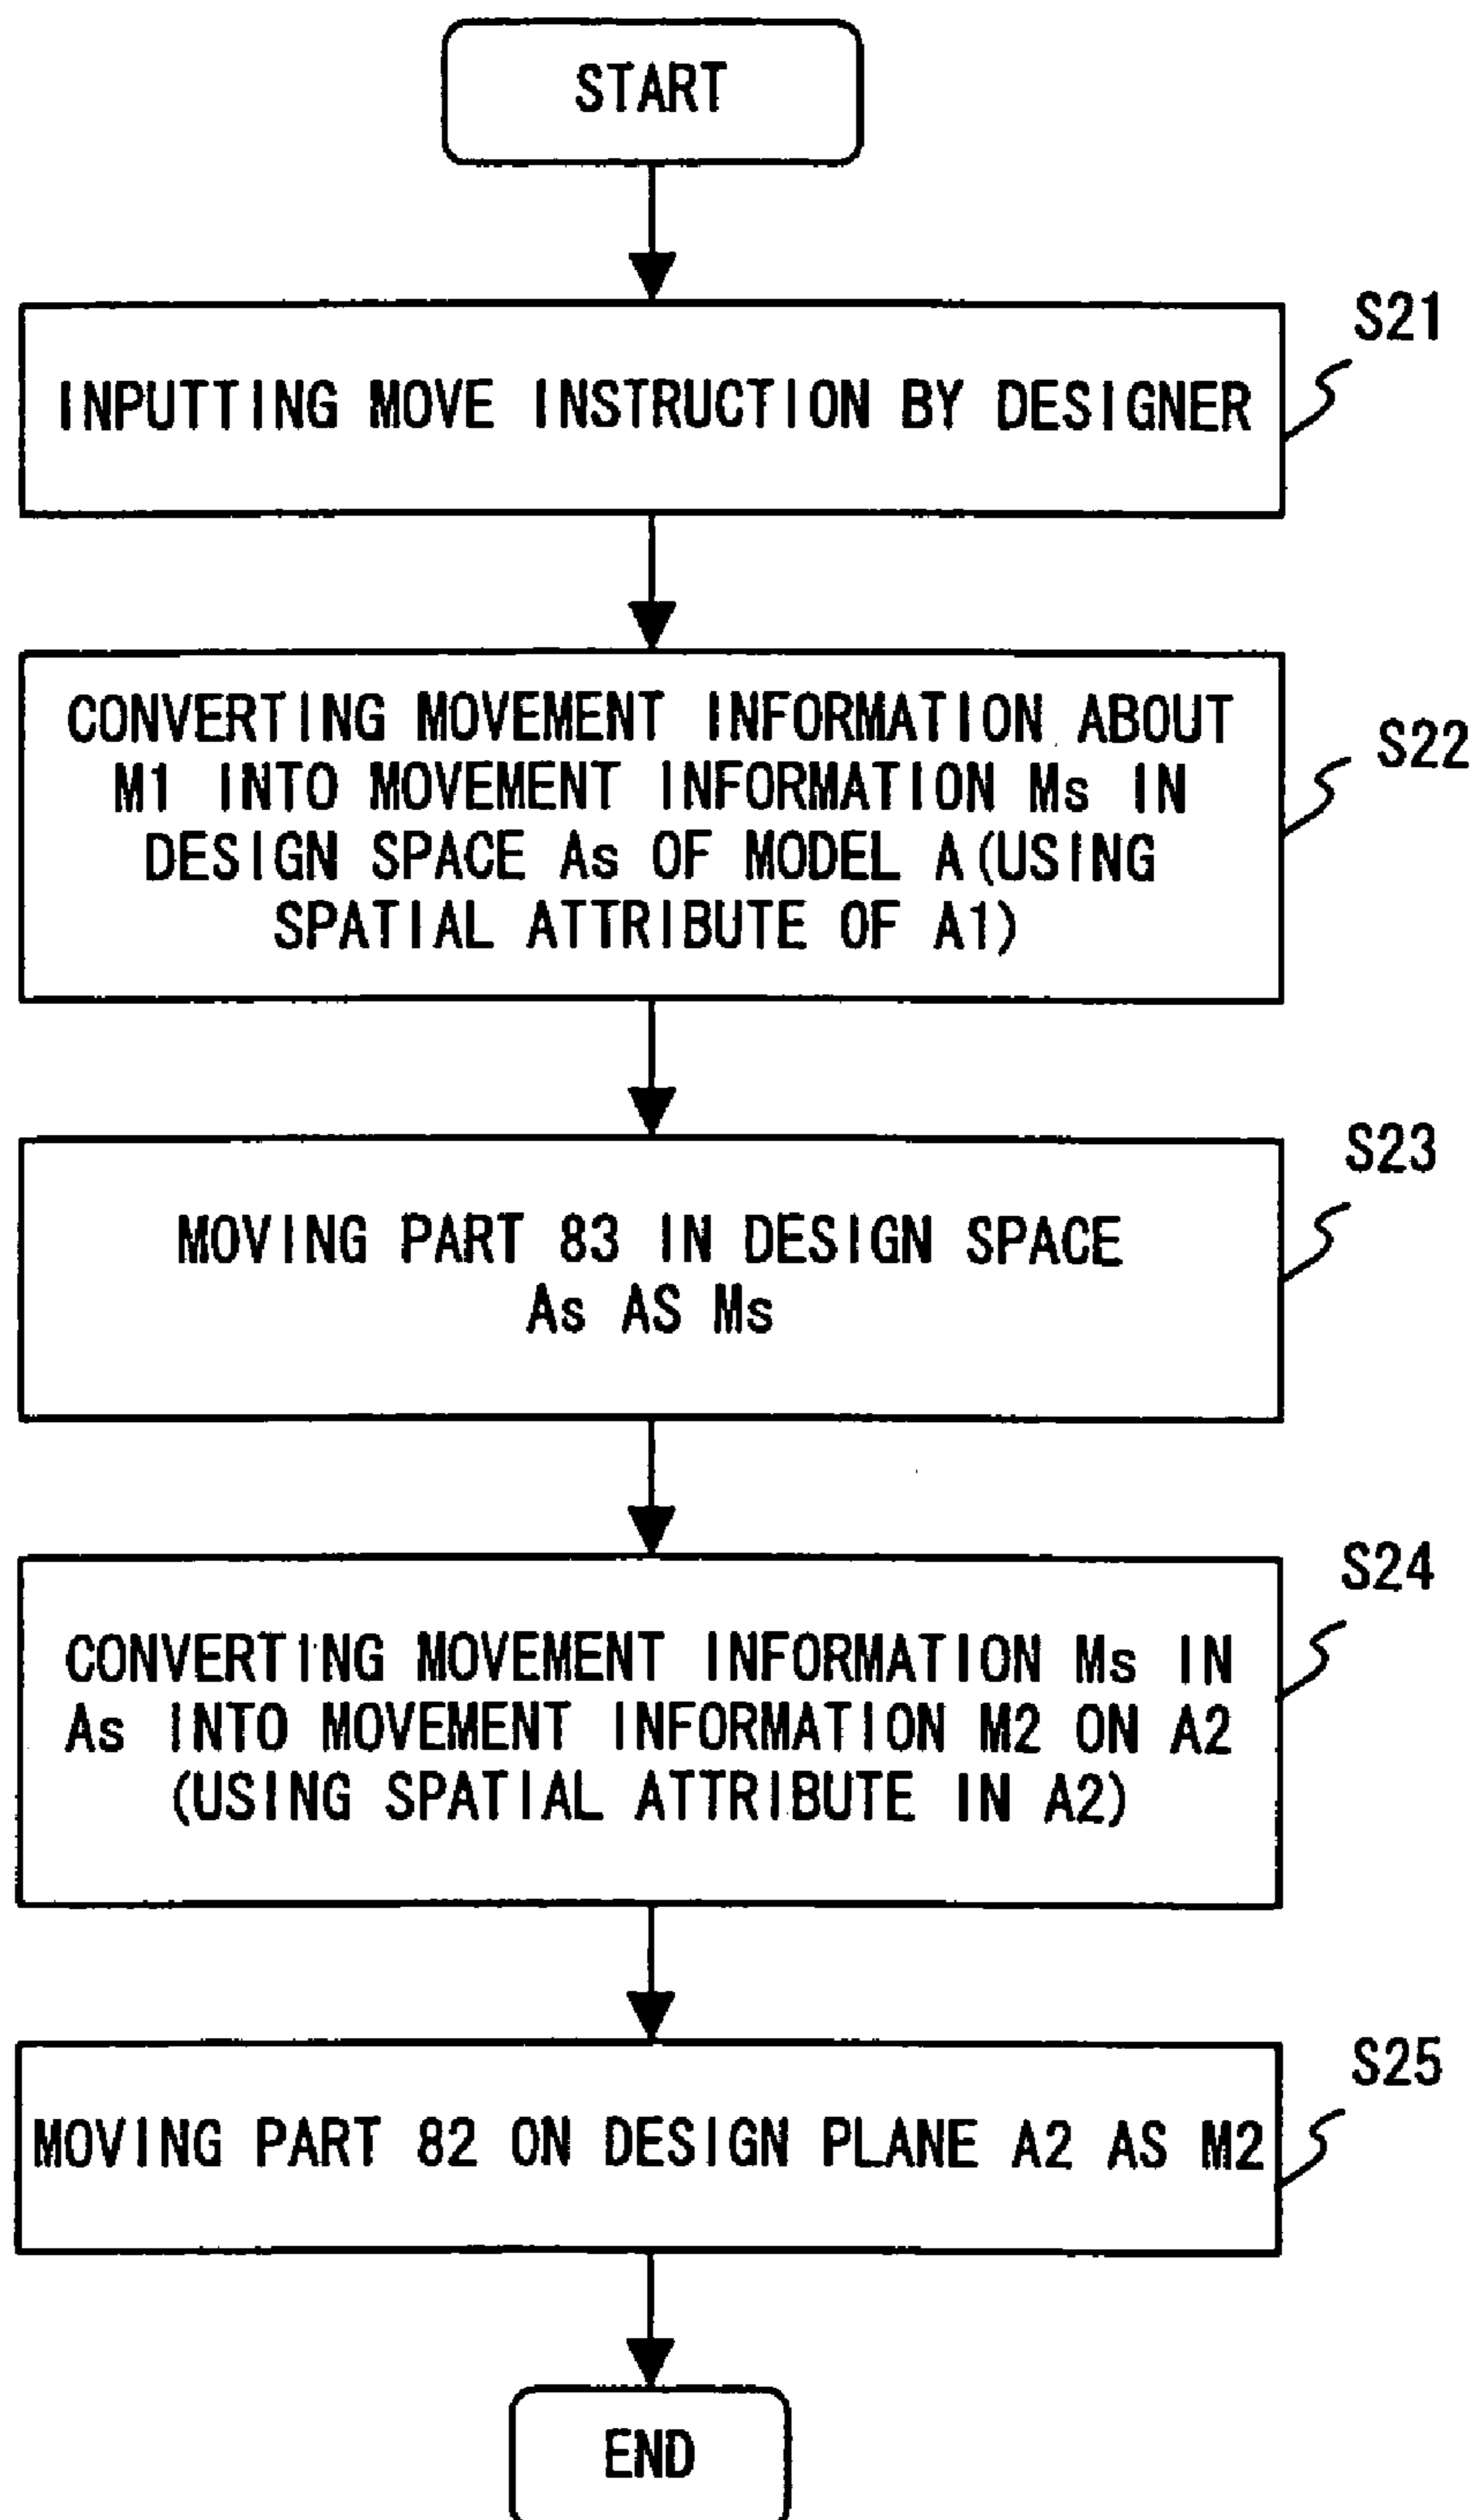 START
S21
INPUTTING MOVE INSTRUCTION BY DESIGNER
S22
CONVERTING MOVEMENT INFORMATION ABOUT
M1 INTO MOVEMENT INFORMATION Ms IN
DESIGN SPACE As OF MODEL A(USING
SPATIAL ATTRIBUTE OF A1)
S23
MOVING PART 83 IN DESIGN SPACE
As AS Ms
S24
CONVERTING MOVEMENT INFORMATION Ms IN
As INTO MOVEMENT INFORMATION M2 ON A2
(USING SPATIAL ATTRIBUTE IN A2)
S25
MOVING PART 82 ON DESIGN PLANE A2 AS M2
END